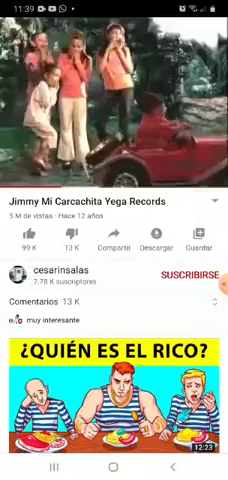 11:39
Jimmy Mi Carcachita Yega Records
5 M de vistas · Hace 12 años
99 K
13 K
Compartir
Descargar
Guardar
cesarinsalas
7.78 K suscriptores
SUSCRIBIRSE
Comentarios 13 K
muy interesante
¿QUIÉN ES EL RICO?
12:23